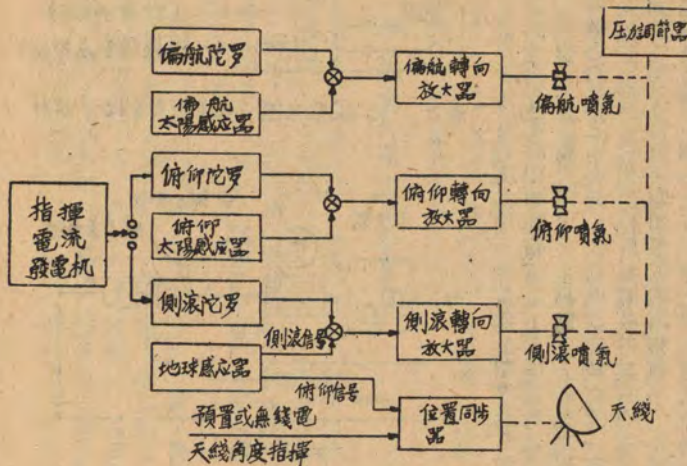 压力調节器
偏航陀罗
偏航
太陽感应器
偏航轉向
放大器
偏航噴氣
指揮
電流
發電机
俯仰陀罗
俯仰
太陽感应器
俯仰轉向
放大器
俯仰噴氣
側滾陀罗
側滾信号
側滾轉向
放大器
側滾噴氣
地球感应器
俯仰信号
預置或無綫電
天綫角度指揮
位置同步
器
天綫